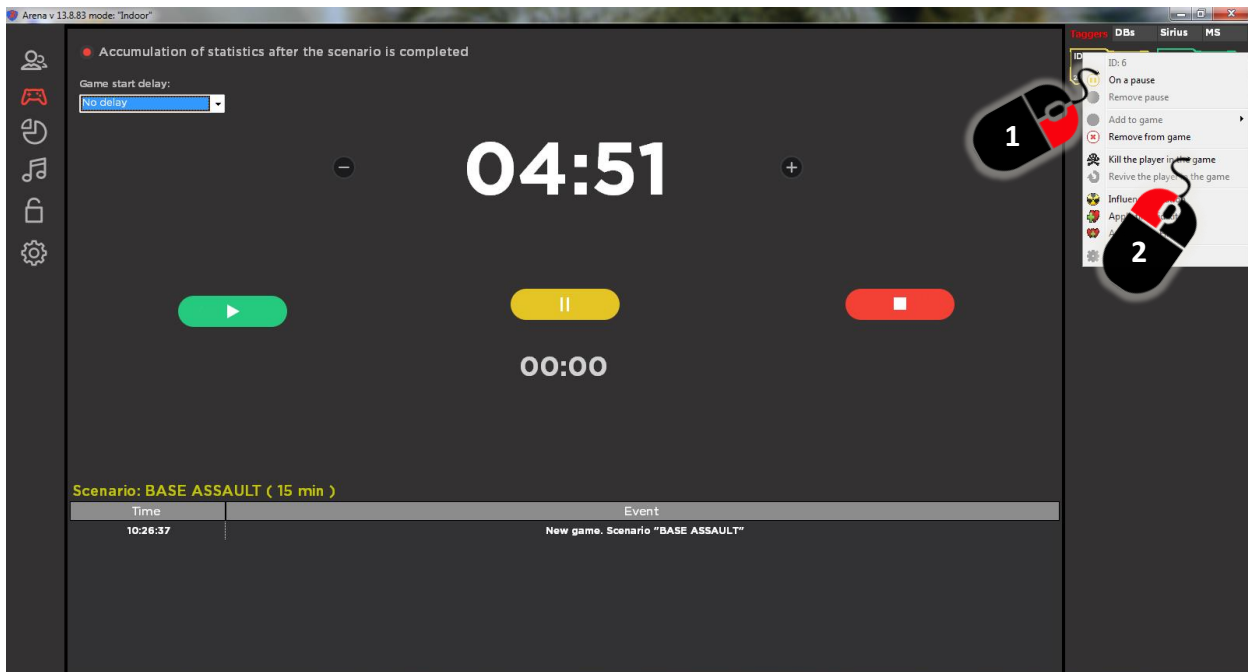 Arena v 13.8.83 mode: "Indoor"
Taggers DBs Sirius MS
Accumulation of statistics after the scenario is completed
Game start delay:
No delay
04:51
00:00
ID: 6
On a pause
Remove pause
Add to game
Remove from game
Kill the player in the game
Revive the player in the game
1
2
Scenario: BASE ASSAULT ( 15 min )
Time Event
10:26:37 New game. Scenario "BASE ASSAULT"